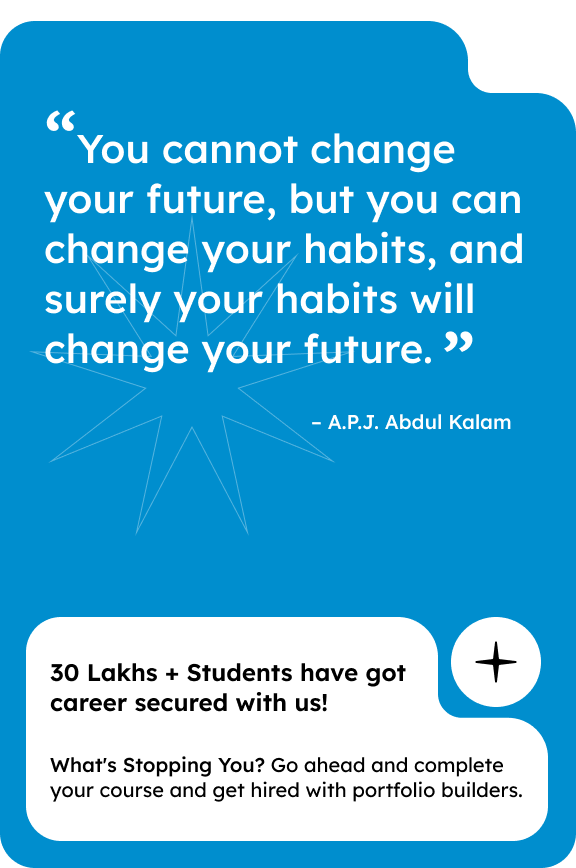 “You cannot change
your future, but you can
change your habits, and
surely your habits will
change your future.”
– A.P.J. Abdul Kalam
30 Lakhs + Students have got
career secured with us!
What's Stopping You? Go ahead and complete
your course and get hired with portfolio builders.